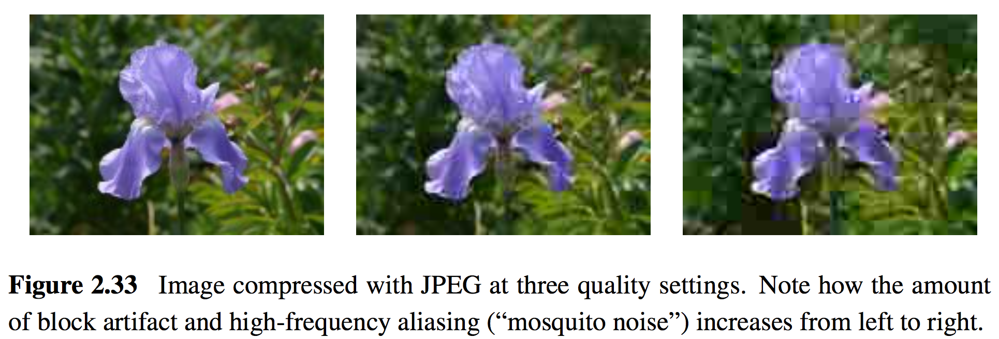 Figure 2.33 Image compressed with JPEG at three quality settings. Note how the amount
of block artifact and high-frequency aliasing (“mosquito noise”) increases from left to right.